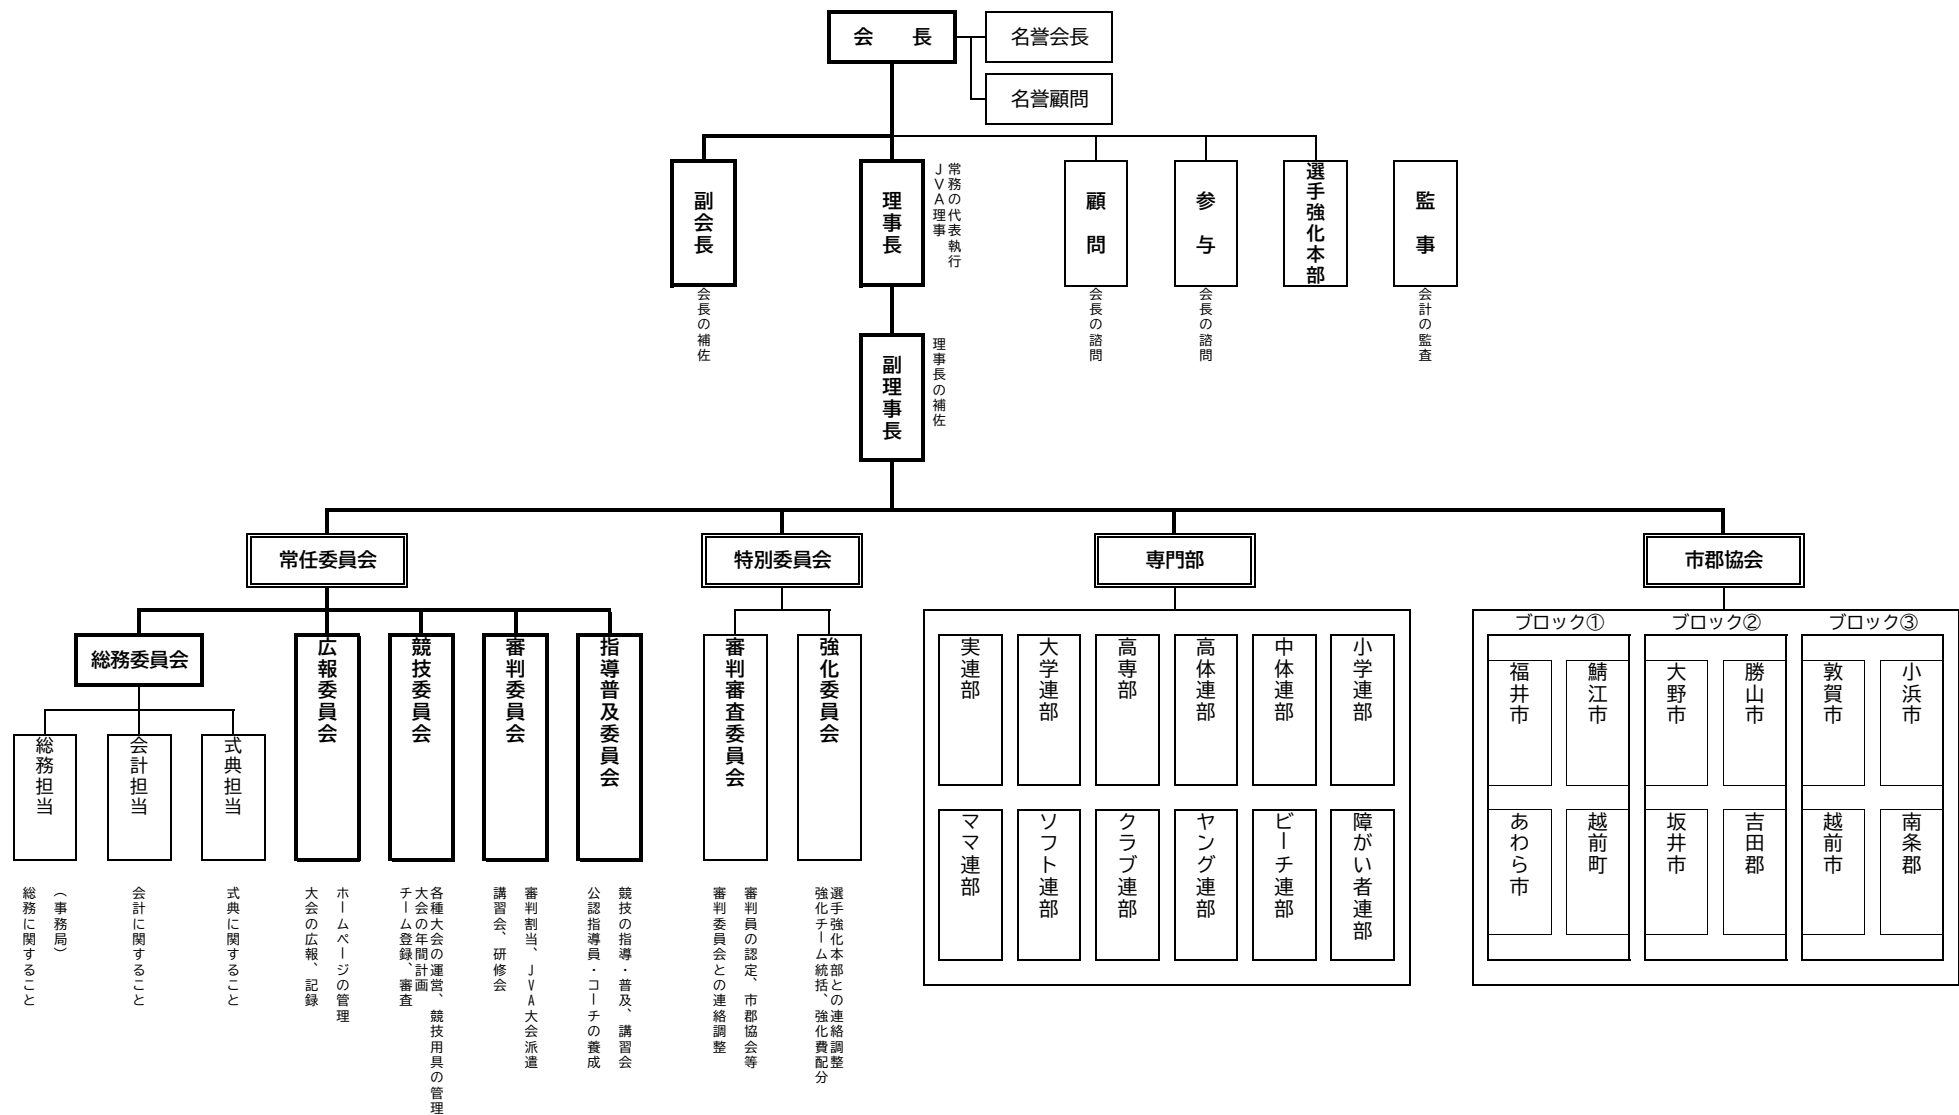 会　長
名誉会長
名誉顧問
副会長
会長の補佐
理事長
常務の代表執行
ＪＶＡ理事
顧　問
会長の諮問
参　与
会長の諮問
選手強化本部
監　事
会計の監査
副理事長
理事長の補佐
常任委員会
特別委員会
専門部
市郡協会
総務委員会
総務担当
会計担当
式典担当
広報委員会
競技委員会
審判委員会
指導普及委員会
審判審査委員会
強化委員会
（事務局）
総務に関すること
会計に関すること
式典に関すること
ホームページの管理
大会の広報、記録
各種大会の運営、競技用具の管理
大会の年間計画
チーム登録、審査
審判割当、ＪＶＡ大会派遣
講習会、研修会
競技の指導・普及、講習会
公認指導員・コーチの養成
審判員の認定、市郡協会等
審判委員会との連絡調整
選手強化本部との連絡調整
強化チーム統括、強化費配分
実連部
大学連部
高専部
高体連部
中体連部
小学連部
ママ連部
ソフト連部
クラブ連部
ヤング連部
ビーチ連部
障がい者連部
ブロック①
福井市
鯖江市
あわら市
越前町
ブロック②
大野市
勝山市
坂井市
吉田郡
ブロック③
敦賀市
小浜市
越前市
南条郡